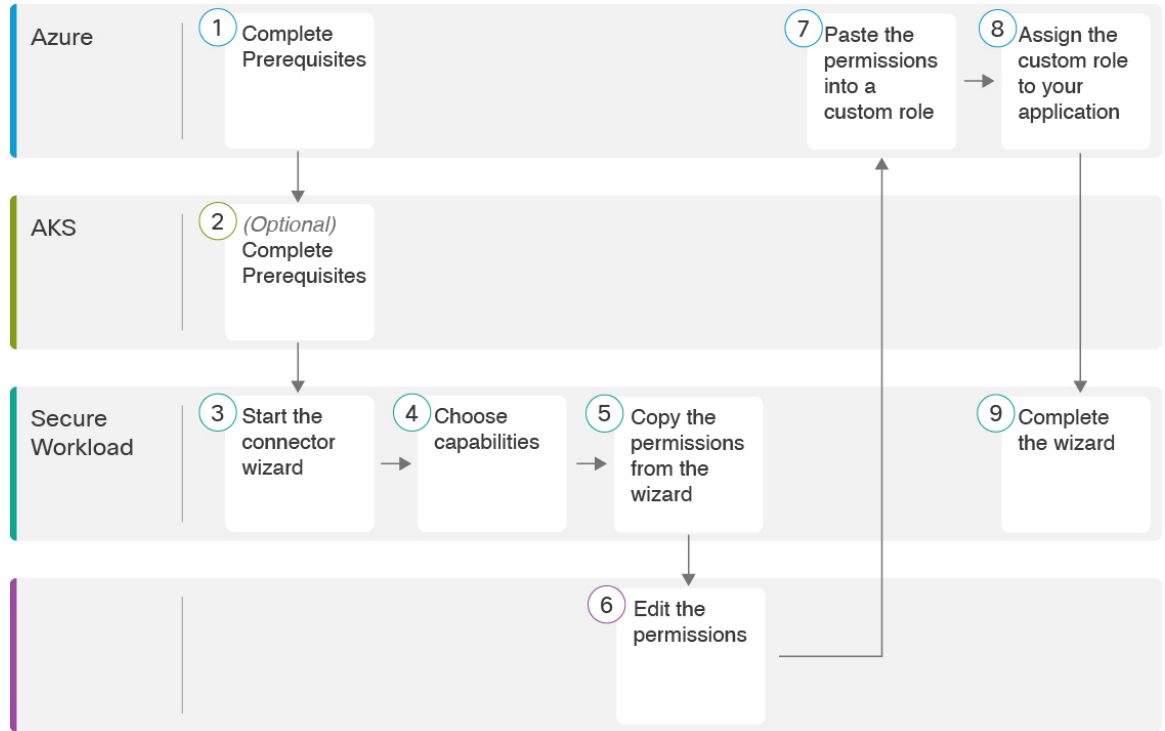 Azure
1
Complete
Prerequisites
7
Paste the
permissions
into a
custom role
8
Assign the
custom role
to your
application
AKS
2
(Optional)
Complete
Prerequisites
Secure
Workload
3
Start the
connector
wizard
4
Choose
capabilities
5
Copy the
permissions
from the
wizard
9
Complete
the wizard
6
Edit the
permissions